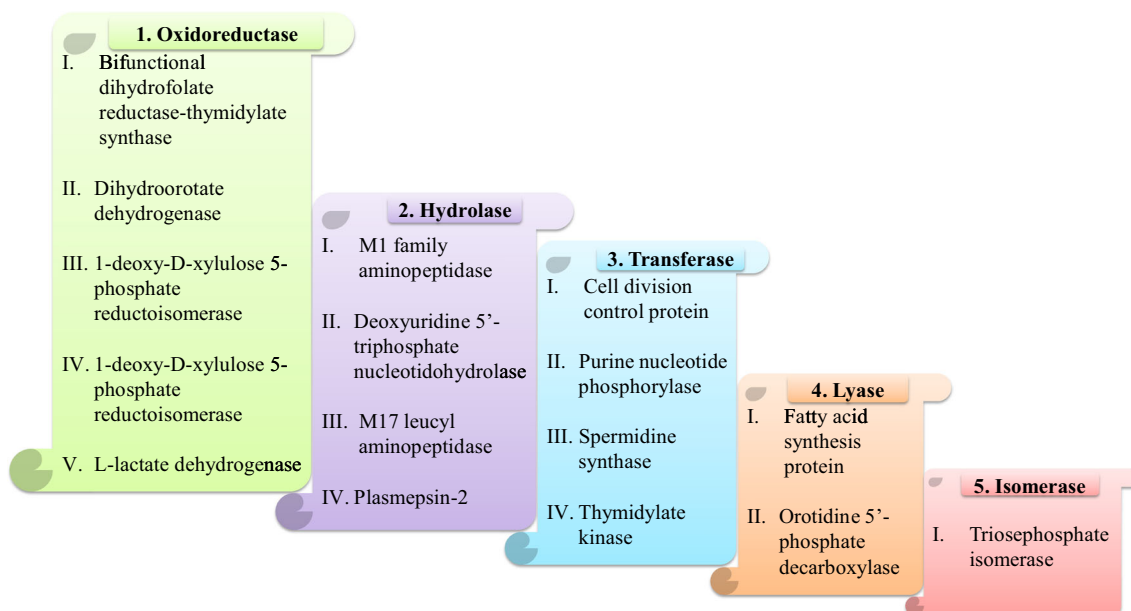 1. Oxidoreductase
I. Bifunctional
dihydrofolate
reductase-thymidylate
synthase
II. Dihydroorotate
dehydrogenase
III. 1-deoxy-D-xylulose 5-
phosphate
reductoisomerase
IV. 1-deoxy-D-xylulose 5-
phosphate
reductoisomerase
V. L-lactate dehydrogenase
2. Hydrolase
I. M1 family
aminopeptidase
II. Deoxyuridine 5’-
triphosphate
nucleotidohydrolase
III. M17 leucyl
aminopeptidase
IV. Plasmepsin-2
3. Transferase
I. Cell division
control protein
II. Purine nucleotide
phosphorylase
III. Spermidine
synthase
IV. Thymidylate
kinase
4. Lyase
I. Fatty acid
synthesis
protein
II. Orotidine 5’-
phosphate
decarboxylase
5. Isomerase
I. Triosephosphate
isomerase